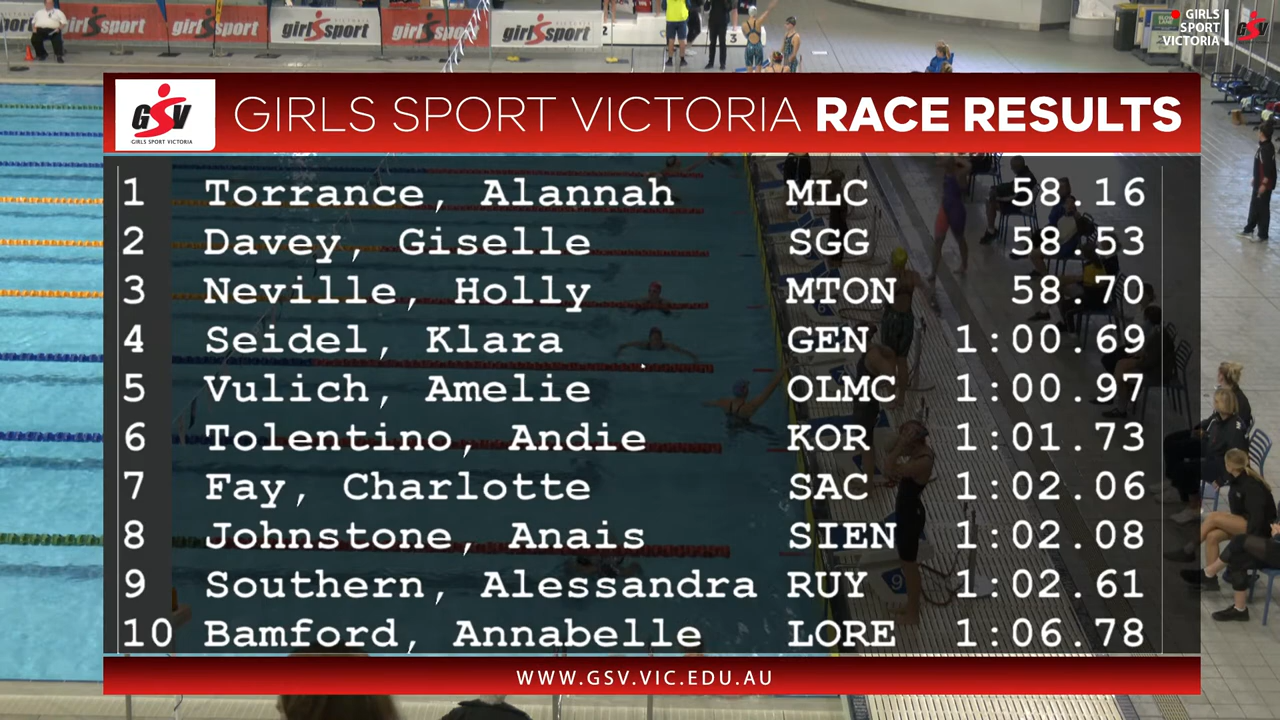 girlsport
girlsport
girlsport
girlsport
GIRLS
SPORT
VICTORIA
GSV
GIRLS SPORT VICTORIA
GIRLS SPORT VICTORIA RACE RESULTS
1 Torrance, Alannah MLC 58.16
2 Davey, Giselle SGG 58.53
3 Neville, Holly MTON 58.70
4 Seidel, Klara GEN 1:00.69
5 Vulich, Amelie OLMC 1:00.97
6 Tolentino, Andie KOR 1:01.73
7 Fay, Charlotte SAC 1:02.06
8 Johnstone, Anais SIEN 1:02.08
9 Southern, Alessandra RUY 1:02.61
10 Bamford, Annabelle LORE 1:06.78
WWW.GSV.VIC.EDU.AU